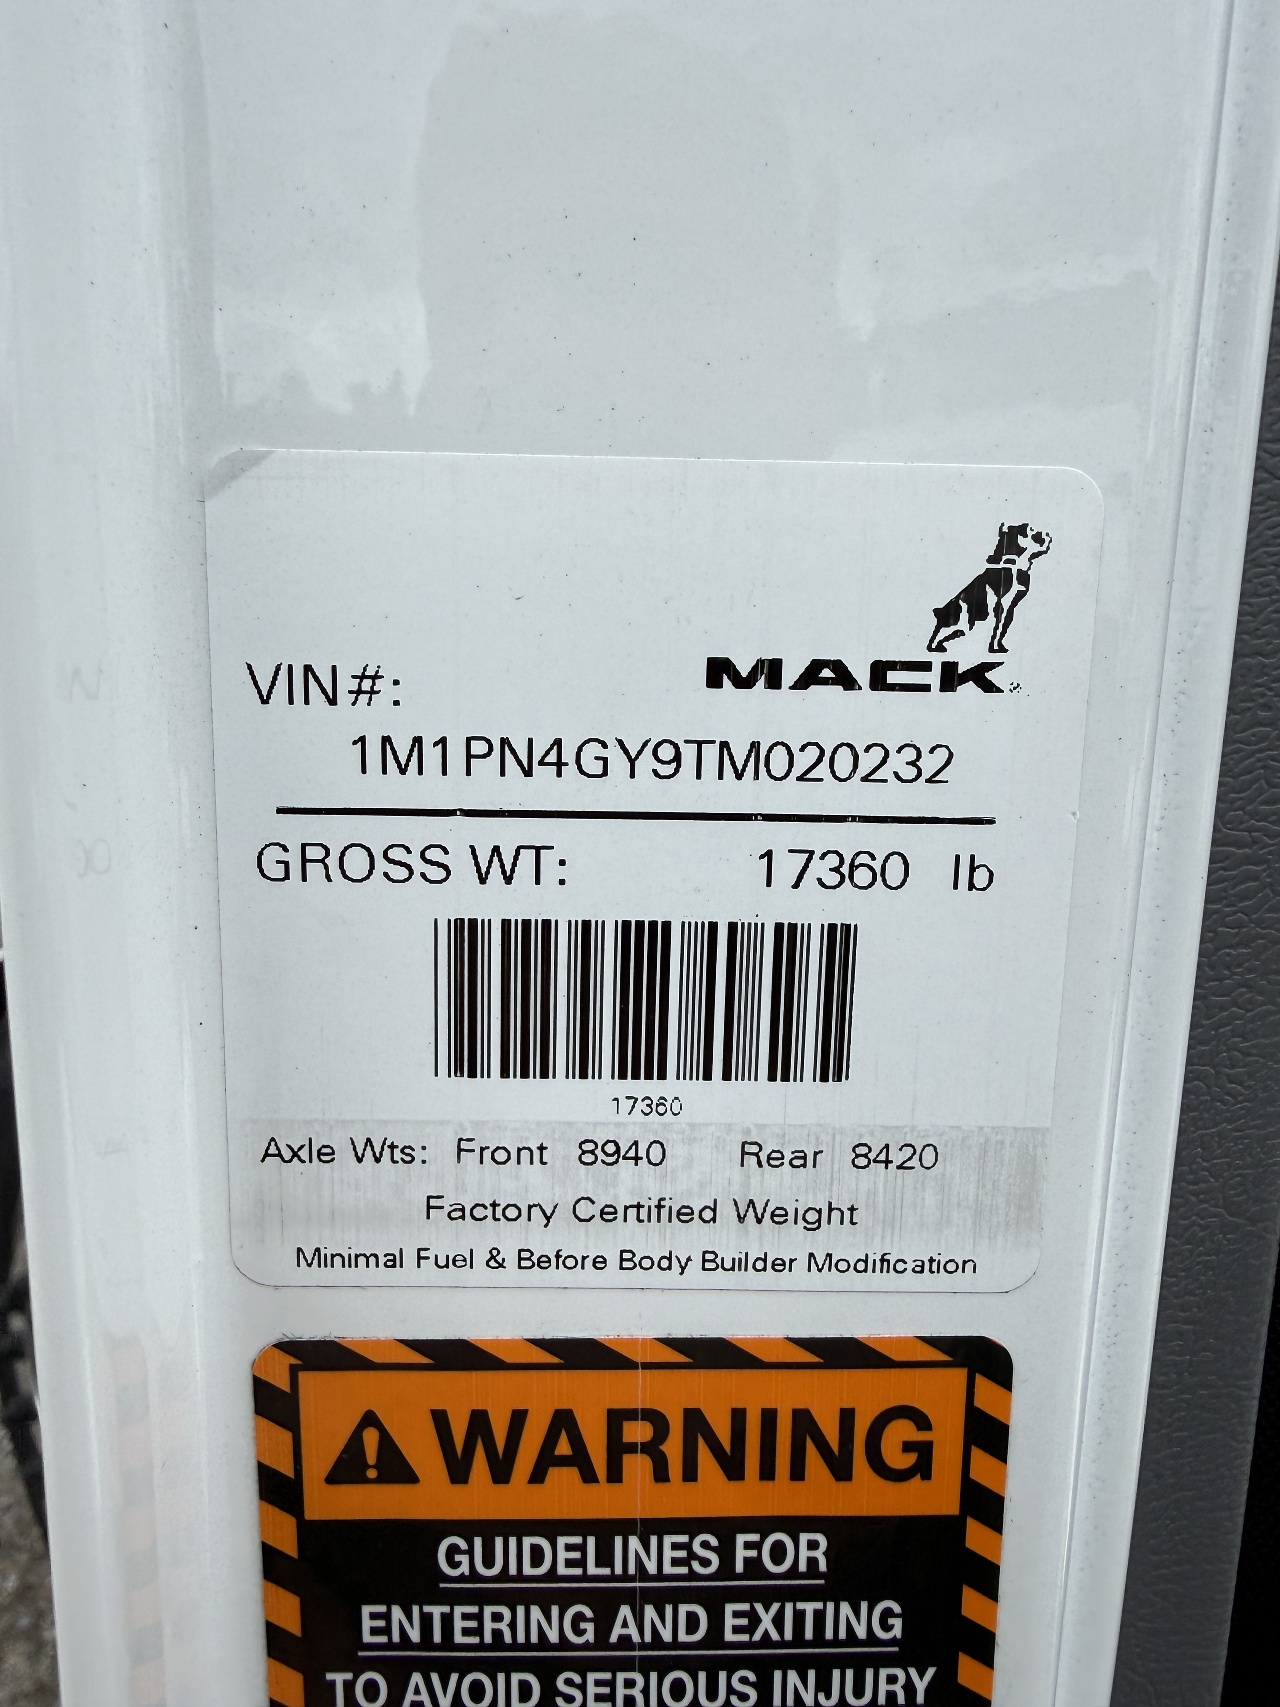 MACK
VIN#:
1M1PN4GY9TM020232
GROSS WT: 17360 lb
17360
Axle Wts: Front 8940 Rear 8420
Factory Certified Weight
Minimal Fuel & Before Body Builder Modification
WARNING
GUIDELINES FOR
ENTERING AND EXITING
TO AVOID SERIOUS INJURY